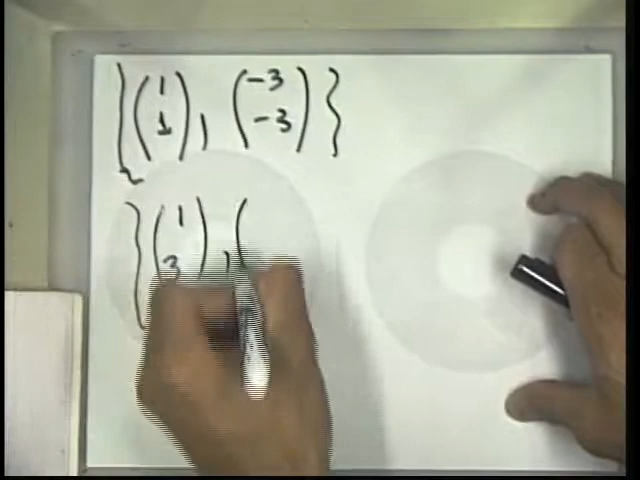 { ( 1 ) , ( -3 ) }
( 1 ) ( -3 )
{ ( 1 ) , (
( 3 )